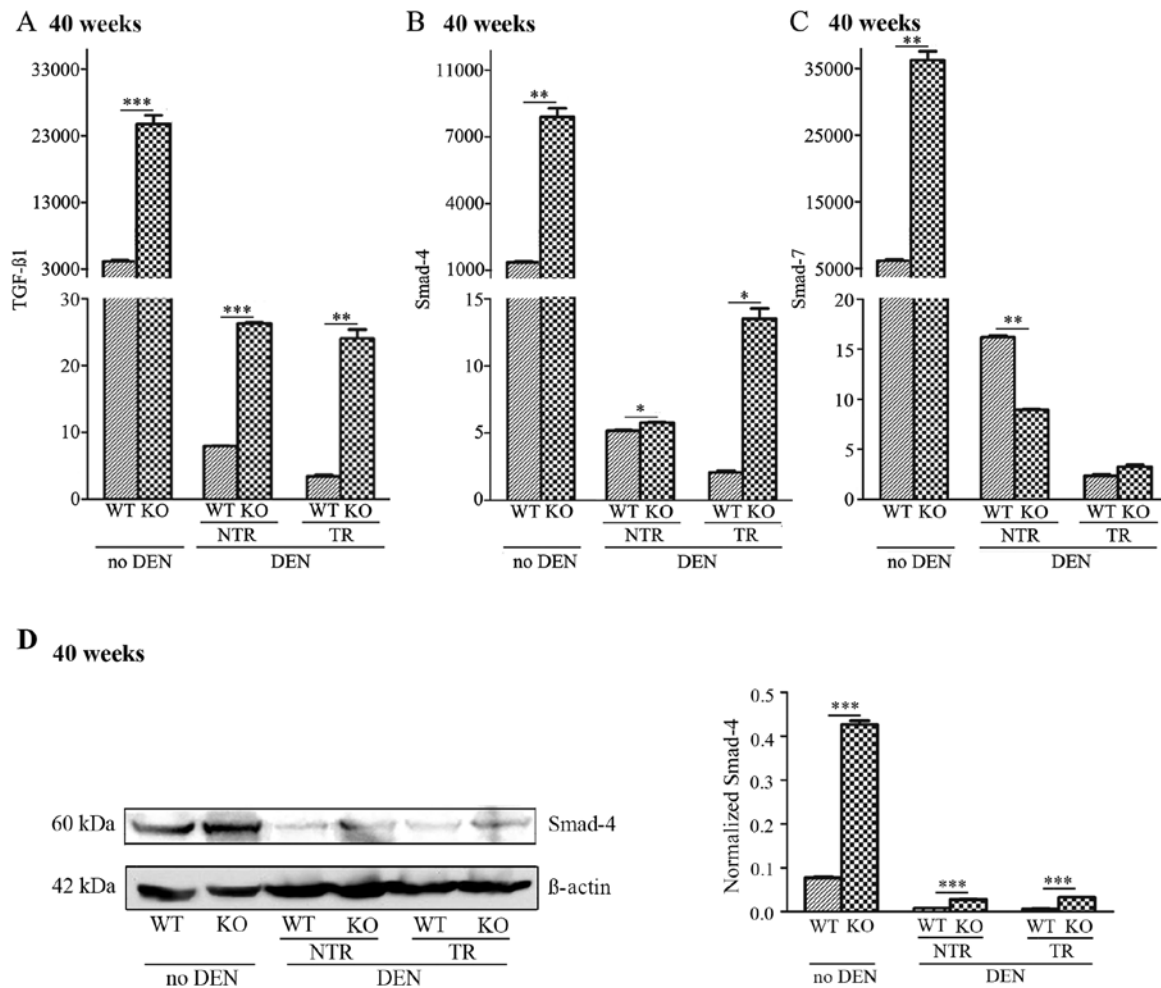 A 40 weeks
TGF-ß1
33000
23000
13000
3000
30
20
10
0
***
***
**
WT KO WT KO WT KO
NTR TR
no DEN DEN
B 40 weeks
Smad-4
11000
7000
4000
1000
15
10
5
0
**
*
*
WT KO WT KO WT KO
NTR TR
no DEN DEN
C 40 weeks
Smad-7
35000
25000
15000
5000
20
15
10
5
0
**
**
WT KO WT KO WT KO
NTR TR
no DEN DEN
D 40 weeks
60 kDa Smad-4
42 kDa ß-actin
WT KO WT KO WT KO
NTR TR
no DEN DEN
Normalized Smad-4
0.5
0.4
0.3
0.2
0.1
0.0
***
***
***
WT KO WT KO WT KO
NTR TR
no DEN DEN